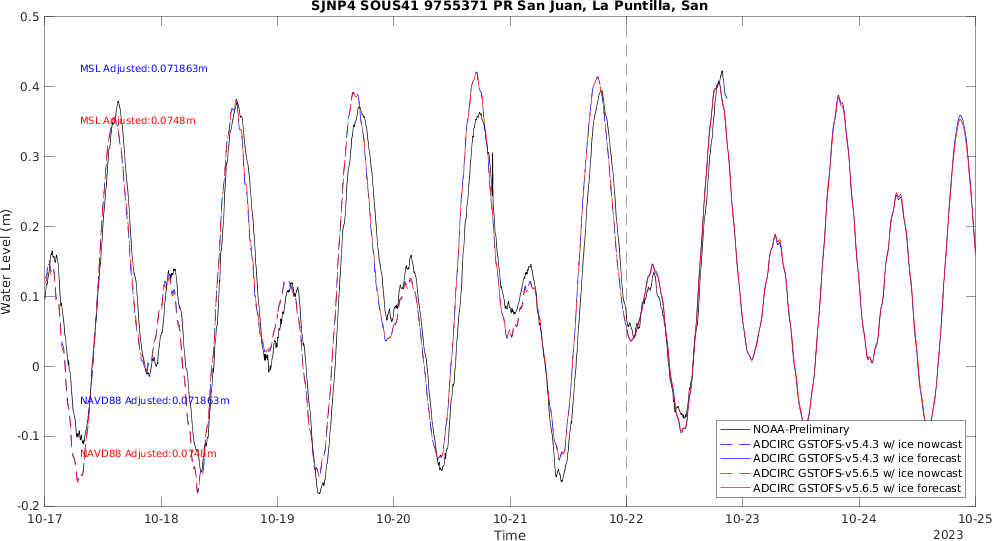 SJNP4 SOUS41 9755371 PR San Juan, La Puntilla, San
0.5
0.4
0.3
0.2
0.1
0
-0.1
-0.2
Water Level (m)
MSL Adjusted:0.071863m
MSL Adjusted:0.0748m
NAVD88 Adjusted:0.071863m
NAVD88 Adjusted:0.0748m
NOAA-Preliminary
ADCIRC GSTOFS-v5.4.3 w/ ice nowcast
ADCIRC GSTOFS-v5.4.3 w/ ice forecast
ADCIRC GSTOFS-v5.6.5 w/ ice nowcast
ADCIRC GSTOFS-v5.6.5 w/ ice forecast
10-17 10-18 10-19 10-20 10-21 10-22 10-23 10-24 10-25
Time
2023